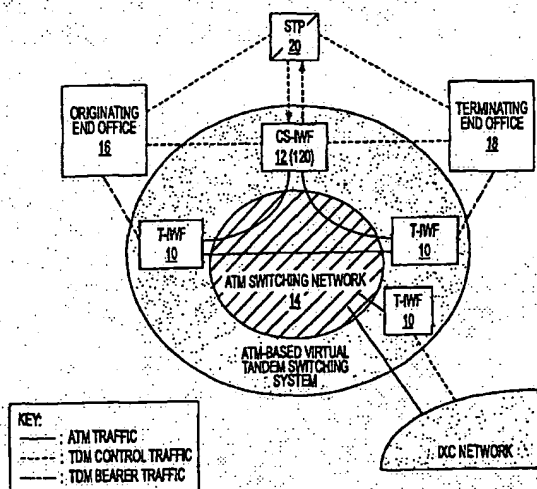 STP
20
ORIGINATING
END OFFICE
16
TERMINATING
END OFFICE
18
CS-IWF
12 (120)
T-IWF
10
T-IWF
10
ATM SWITCHING NETWORK
14
T-IWF
10
ATM-BASED VIRTUAL
TANDEM SWITCHING
SYSTEM
KEY:
: ATM TRAFFIC
: TDM CONTROL TRAFFIC
: TDM BEARER TRAFFIC
IXC NETWORK